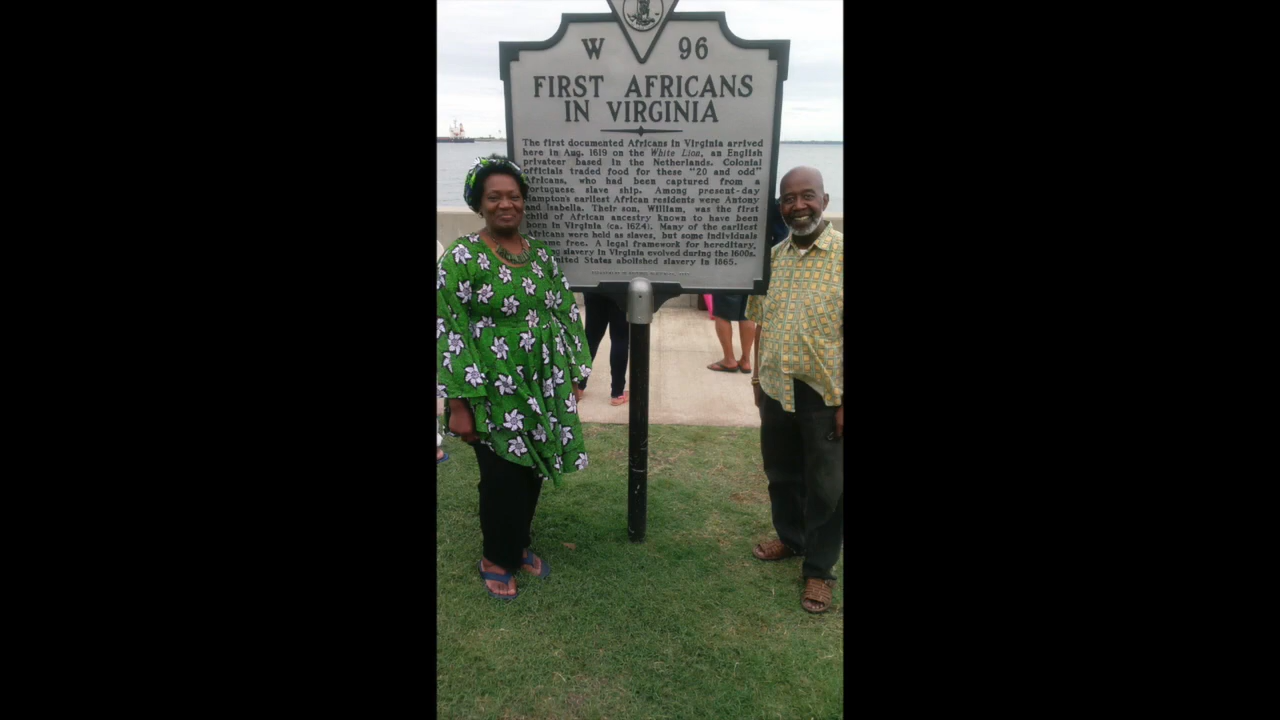 W 96
FIRST AFRICANS
IN VIRGINIA
The first documented Africans in Virginia arrived
here in Aug. 1619 on the White Lion, an English
privateer based in the Netherlands. Colonial
officials traded food for these "20 and odd"
Africans, who had been captured from a
Portuguese slave ship. Among present-day
Hampton's earliest African residents were Antony
and Isabella. Their son, William, was the first
child of African ancestry known to have been
born in Virginia (ca. 1624). Many of the earliest
Africans were held as slaves, but some individuals
me free. A legal framework for hereditary,
g slavery in Virginia evolved during the 1600s.
nited States abolished slavery in 1865.